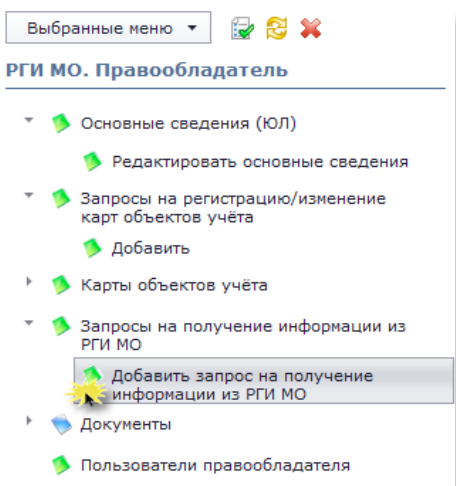 Выбранные меню
РГИ МО. Правообладатель
Основные сведения (ЮЛ)
Редактировать основные сведения
Запросы на регистрацию/изменение
карт объектов учёта
Добавить
Карты объектов учёта
Запросы на получение информации из
РГИ МО
Добавить запрос на получение
информации из РГИ МО
Документы
Пользователи правообладателя